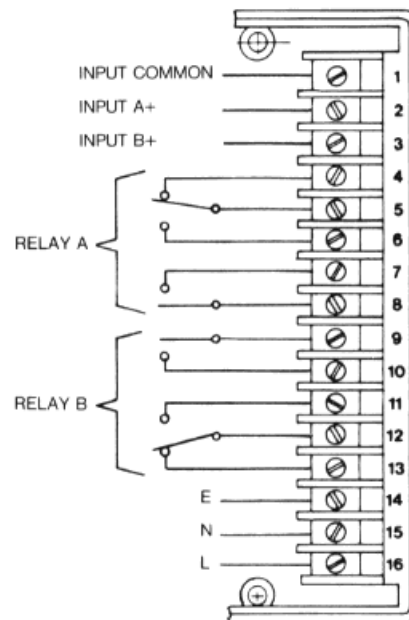 INPUT COMMON 1
INPUT A+ 2
INPUT B+ 3
4
RELAY A 5
6
7
8
9
10
RELAY B 11
12
13
E 14
N 15
L 16